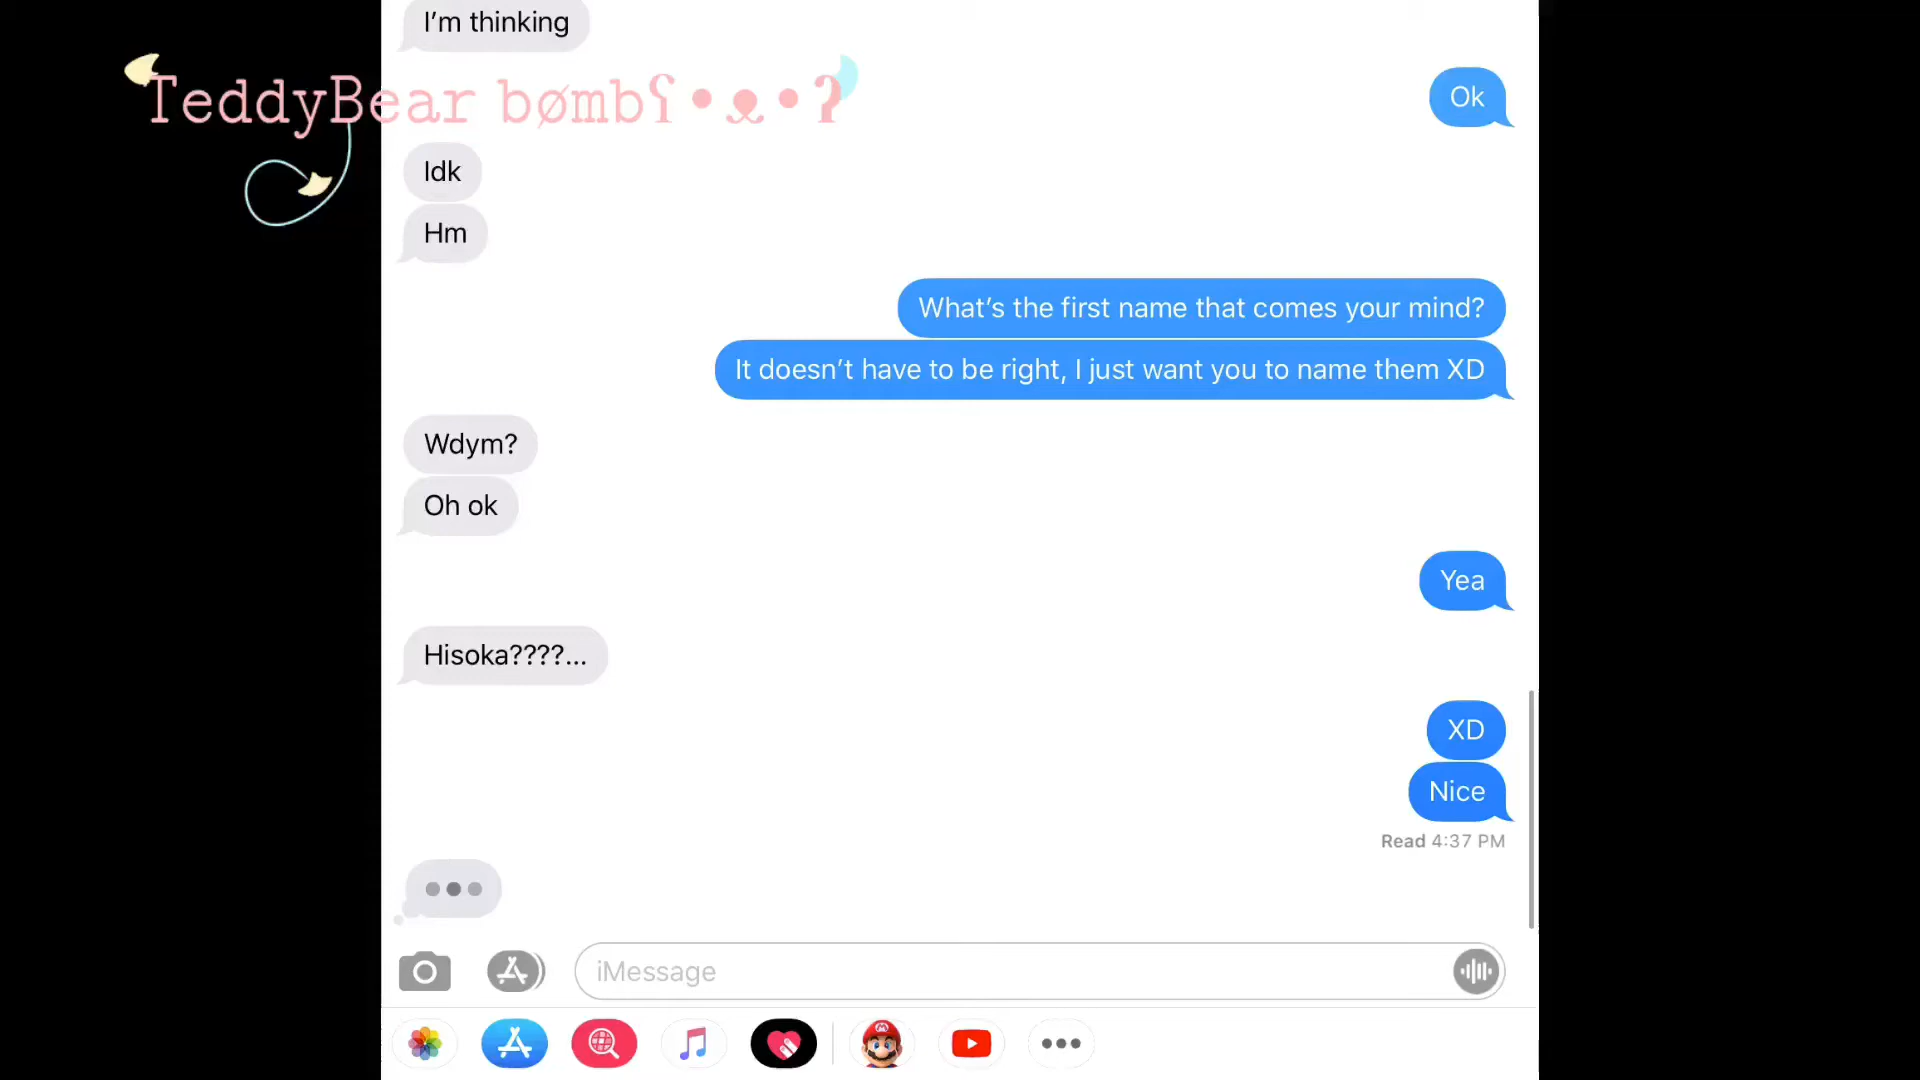 I’m thinking
TeddyBear bømbʕ•ᴥ•ʔ
Ok
Idk
Hm
What’s the first name that comes your mind?
It doesn’t have to be right, I just want you to name them XD
Wdym?
Oh ok
Yea
Hisoka????...
XD
Nice
Read 4:37 PM
iMessage